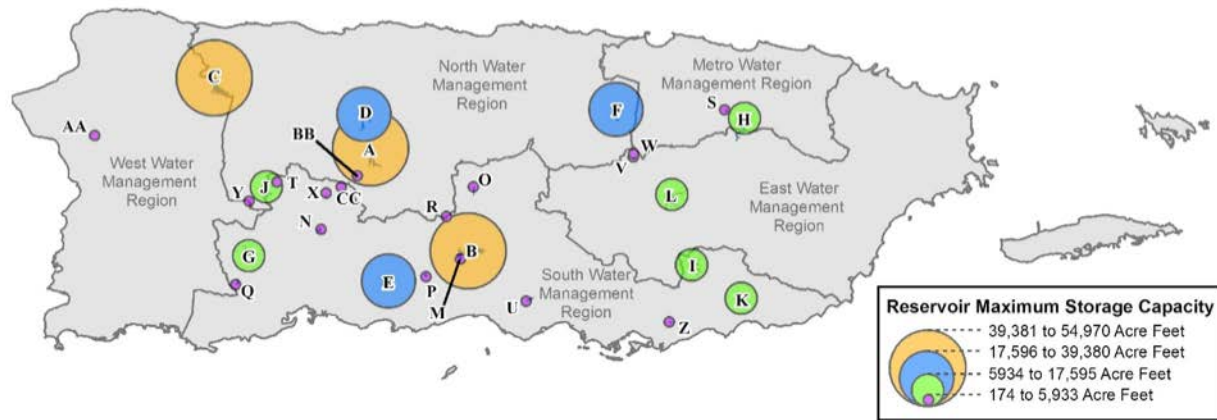 C
North Water
Management
Region
Metro Water
Management Region
D
F
S
H
AA
BB
A
W
V
West Water
Management
Region
J
T
O
Y
X
CC
L
East Water
Management
Region
N
R
G
B
I
E
P
South Water
Management
Region
K
Q
M
U
Z
Reservoir Maximum Storage Capacity
39,381 to 54,970 Acre Feet
17,596 to 39,380 Acre Feet
5934 to 17,595 Acre Feet
174 to 5,933 Acre Feet